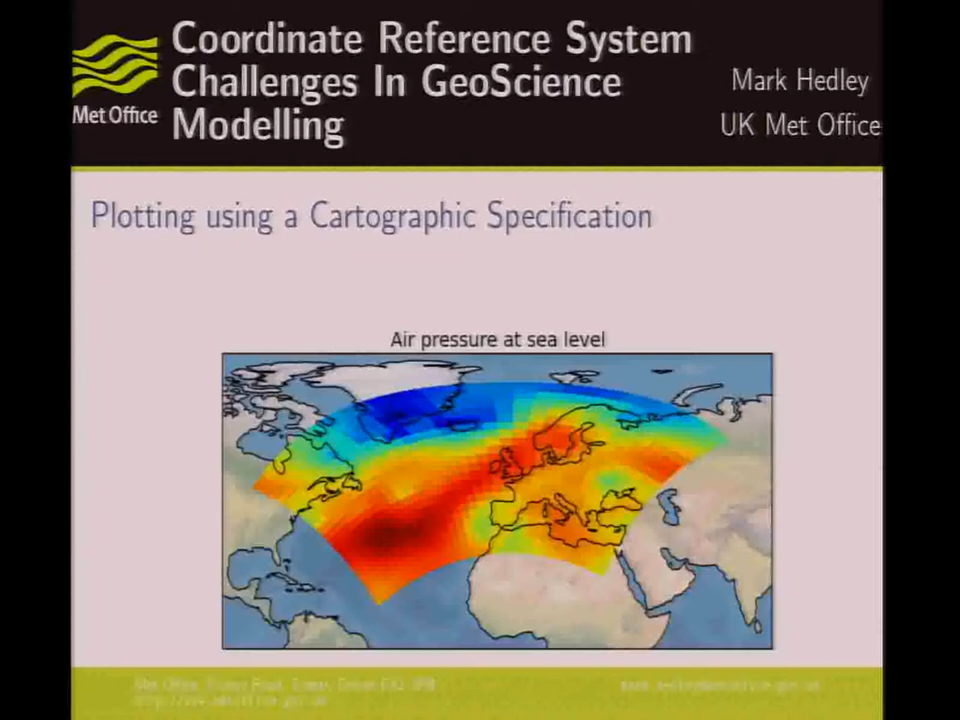 Coordinate Reference System
Challenges In GeoScience
Modelling
Met Office
Mark Hedley
UK Met Office
Plotting using a Cartographic Specification
Air pressure at sea level